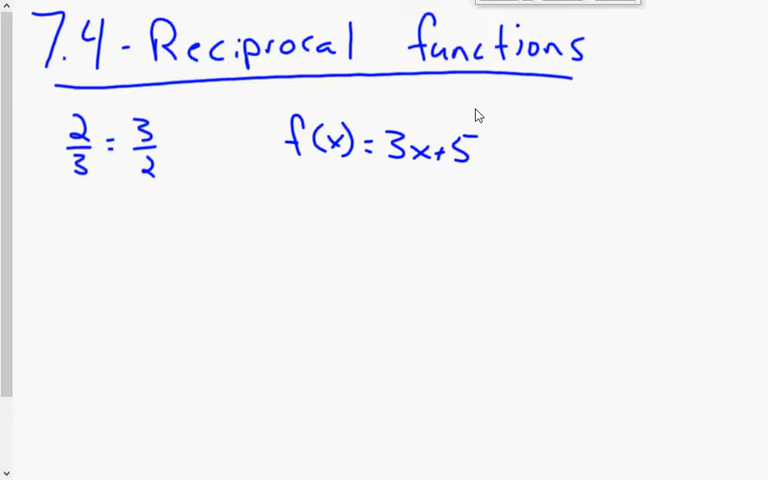 7.4 - Reciprocal functions
2/3 = 3/2 f(x) = 3x+5